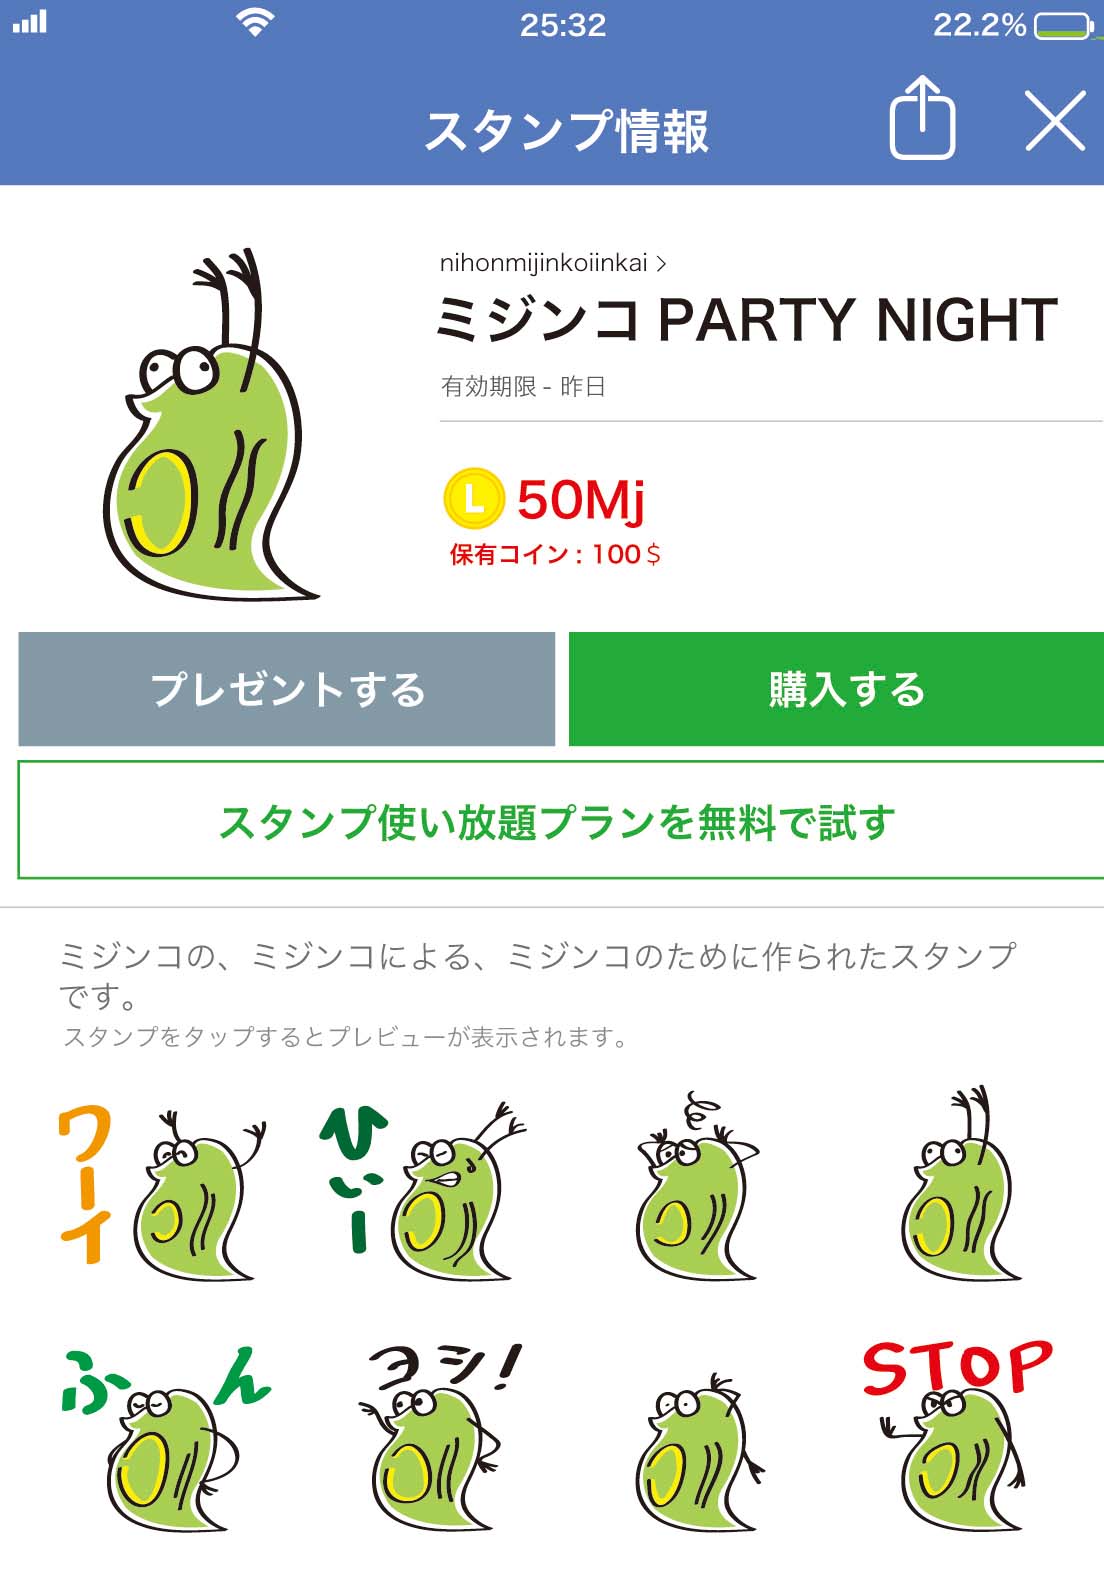 25:32
22.2%
スタンプ情報
nihonmijinkoiinkai >
ミジンコ PARTY NIGHT
有効期限 - 昨日
L 50Mj
保有コイン : 100 $
プレゼントする
購入する
スタンプ使い放題プランを無料で試す
ミジンコの、ミジンコによる、ミジンコのために作られたスタンプ
です。
スタンプをタップするとプレビューが表示されます。
ワーイ
ひぃー
ふん
ヨシ!
STOP